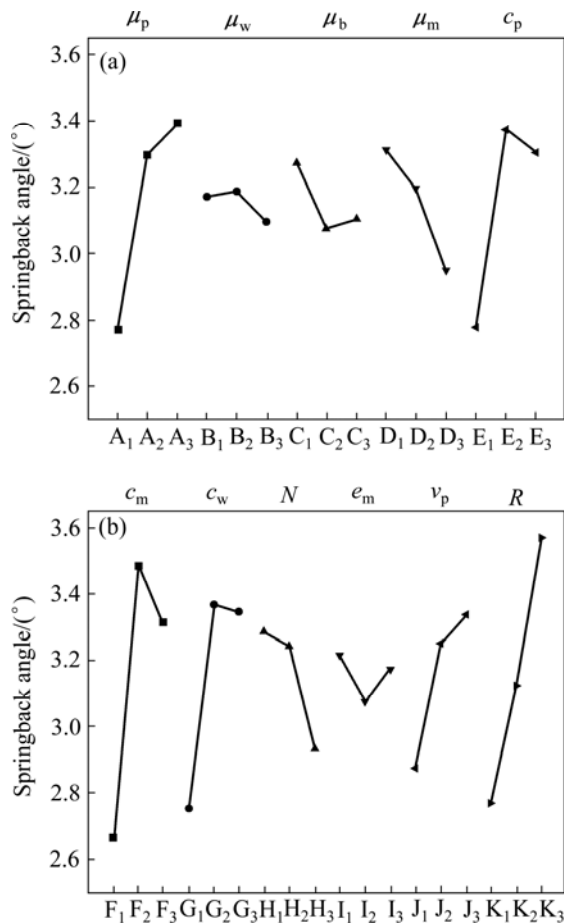 μp μw μb μm cp
(a)
3.6
3.4
3.2
3.0
2.8
2.6
Springback angle/(°)
A1 A2 A3 B1 B2 B3 C1 C2 C3 D1 D2 D3 E1 E2 E3
cm cw N em vp R
(b)
3.6
3.4
3.2
3.0
2.8
2.6
Springback angle/(°)
F1 F2 F3 G1 G2 G3 H1 H2 H3 I1 I2 I3 J1 J2 J3 K1 K2 K3